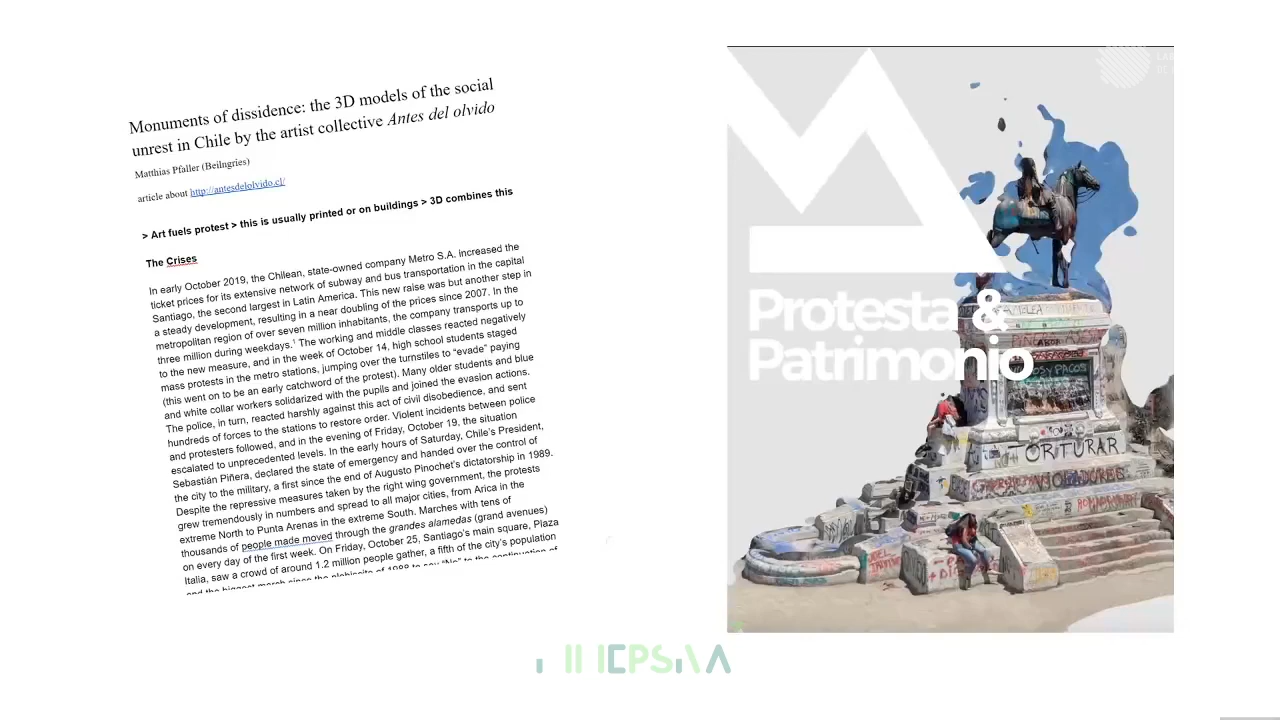 Monuments of dissidence: the 3D models of the social
unrest in Chile by the artist collective Antes del olvido
Matthias Pfaller (Beilngries)
article about http://antesdelolvido.cl/
> Art fuels protest > this is usually printed or on buildings > 3D combines this
The Crises
In early October 2019, the Chilean, state-owned company Metro S.A. increased the
ticket prices for its extensive network of subway and bus transportation in the capital
Santiago, the second largest in Latin America. This new raise was but another step in
a steady development, resulting in a near doubling of the prices since 2007. In the
metropolitan region of over seven million inhabitants, the company transports up to
three million during weekdays.1 The working and middle classes reacted negatively
to the new measure, and in the week of October 14, high school students staged
mass protests in the metro stations, jumping over the turnstiles to “evade” paying
(this went on to be an early catchword of the protest). Many older students and blue
and white collar workers solidarized with the pupils and joined the evasion actions.
The police, in turn, reacted harshly against this act of civil disobedience, and sent
hundreds of forces to the stations to restore order. Violent incidents between police
and protesters followed, and in the evening of Friday, October 19, the situation
escalated to unprecedented levels. In the early hours of Saturday, Chile’s President,
Sebastián Piñera, declared the state of emergency and handed over the control of
the city to the military, a first since the end of Augusto Pinochet’s dictatorship in 1989.
Despite the repressive measures taken by the right wing government, the protests
grew tremendously in numbers and spread to all major cities, from Arica in the
extreme North to Punta Arenas in the extreme South. Marches with tens of
thousands of people made moved through the grandes alamedas (grand avenues)
on every day of the first week. On Friday, October 25, Santiago’s main square, Plaza
Italia, saw a crowd of around 1.2 million people gather, a fifth of the city’s population
and the biggest march since the plebiscite of 1988 to say “No” to the continuation of
Protesta &
Patrimonio
TORTURAR
VIOLADORES